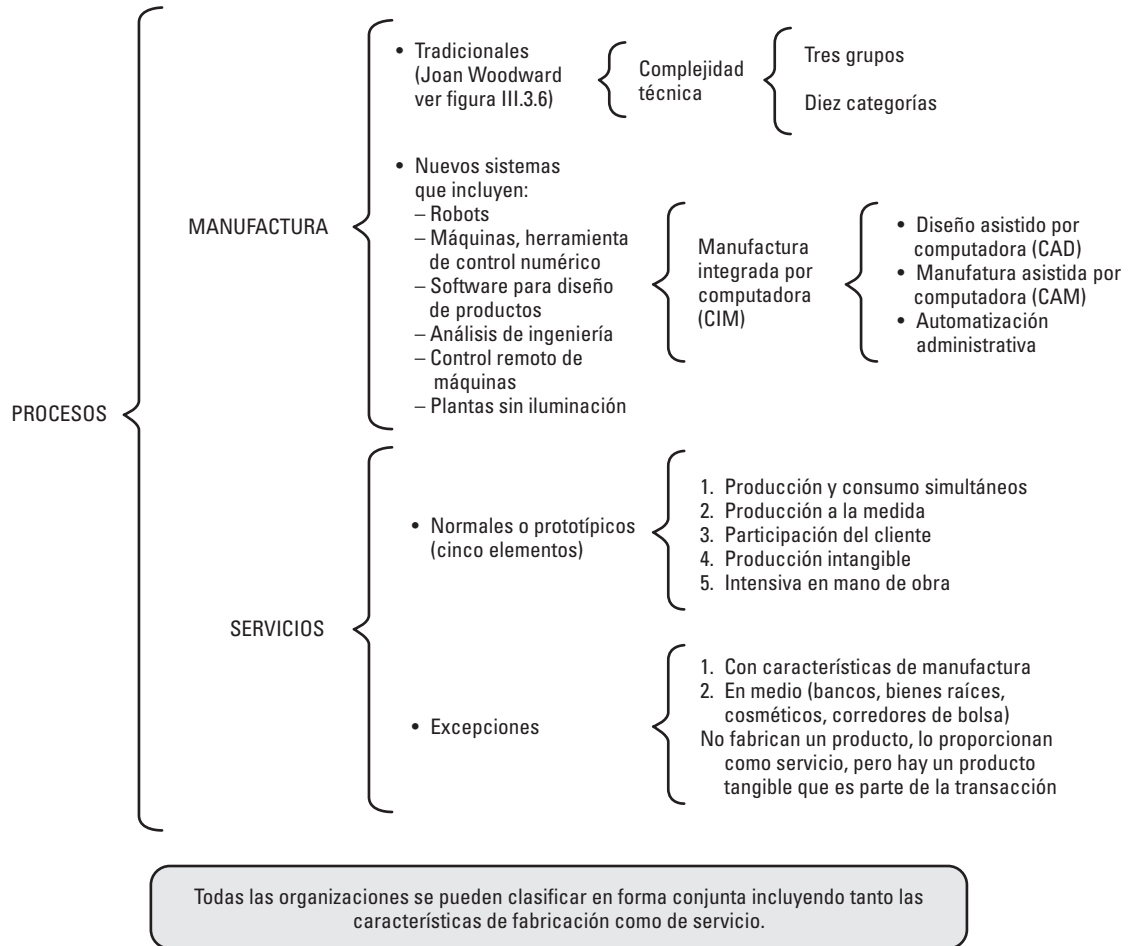 PROCESOS
MANUFACTURA
• Tradicionales
(Joan Woodward
ver figura III.3.6)
Complejidad
técnica
Tres grupos
Diez categorías
• Nuevos sistemas
que incluyen:
– Robots
– Máquinas, herramienta
de control numérico
– Software para diseño
de productos
– Análisis de ingeniería
– Control remoto de
máquinas
– Plantas sin iluminación
Manufactura
integrada por
computadora
(CIM)
• Diseño asistido por
computadora (CAD)
• Manufatura asistida por
computadora (CAM)
• Automatización
administrativa
SERVICIOS
• Normales o prototípicos
(cinco elementos)
1. Producción y consumo simultáneos
2. Producción a la medida
3. Participación del cliente
4. Producción intangible
5. Intensiva en mano de obra
• Excepciones
1. Con características de manufactura
2. En medio (bancos, bienes raíces,
cosméticos, corredores de bolsa)
No fabrican un producto, lo proporcionan
como servicio, pero hay un producto
tangible que es parte de la transacción
Todas las organizaciones se pueden clasificar en forma conjunta incluyendo tanto las
características de fabricación como de servicio.